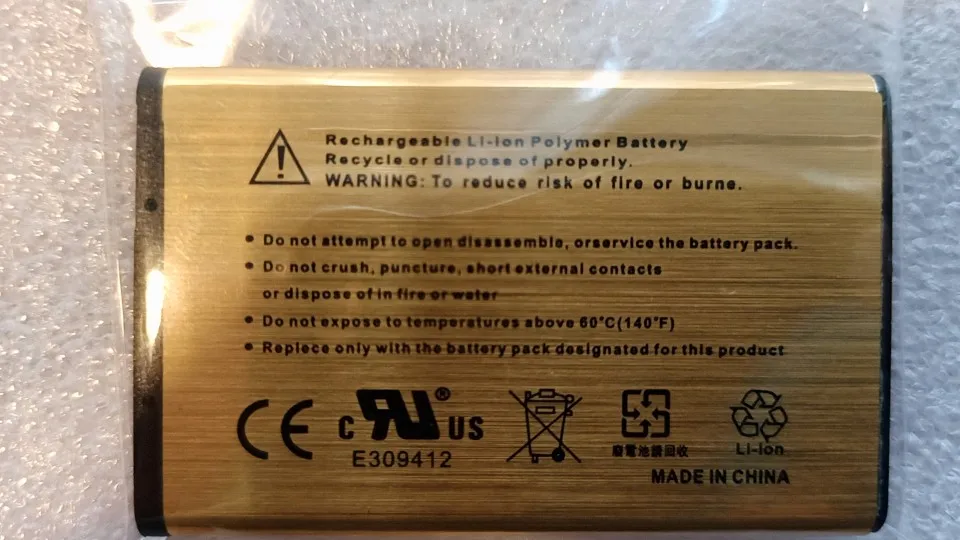 Rechargeable Li-Ion Polymer Battery
Recycle or dispose of properly.
WARNING: To reduce risk of fire or burne.
• Do not attempt to open disassemble, orservice the battery pack.
• Do not crush, puncture, short external contacts
or dispose of in fire or water
• Do not expose to temperatures above 60°C(140°F)
• Replace only with the battery pack designated for this product
CE
C RU® US
E309412
廢電池請回收
Li-Ion
MADE IN CHINA